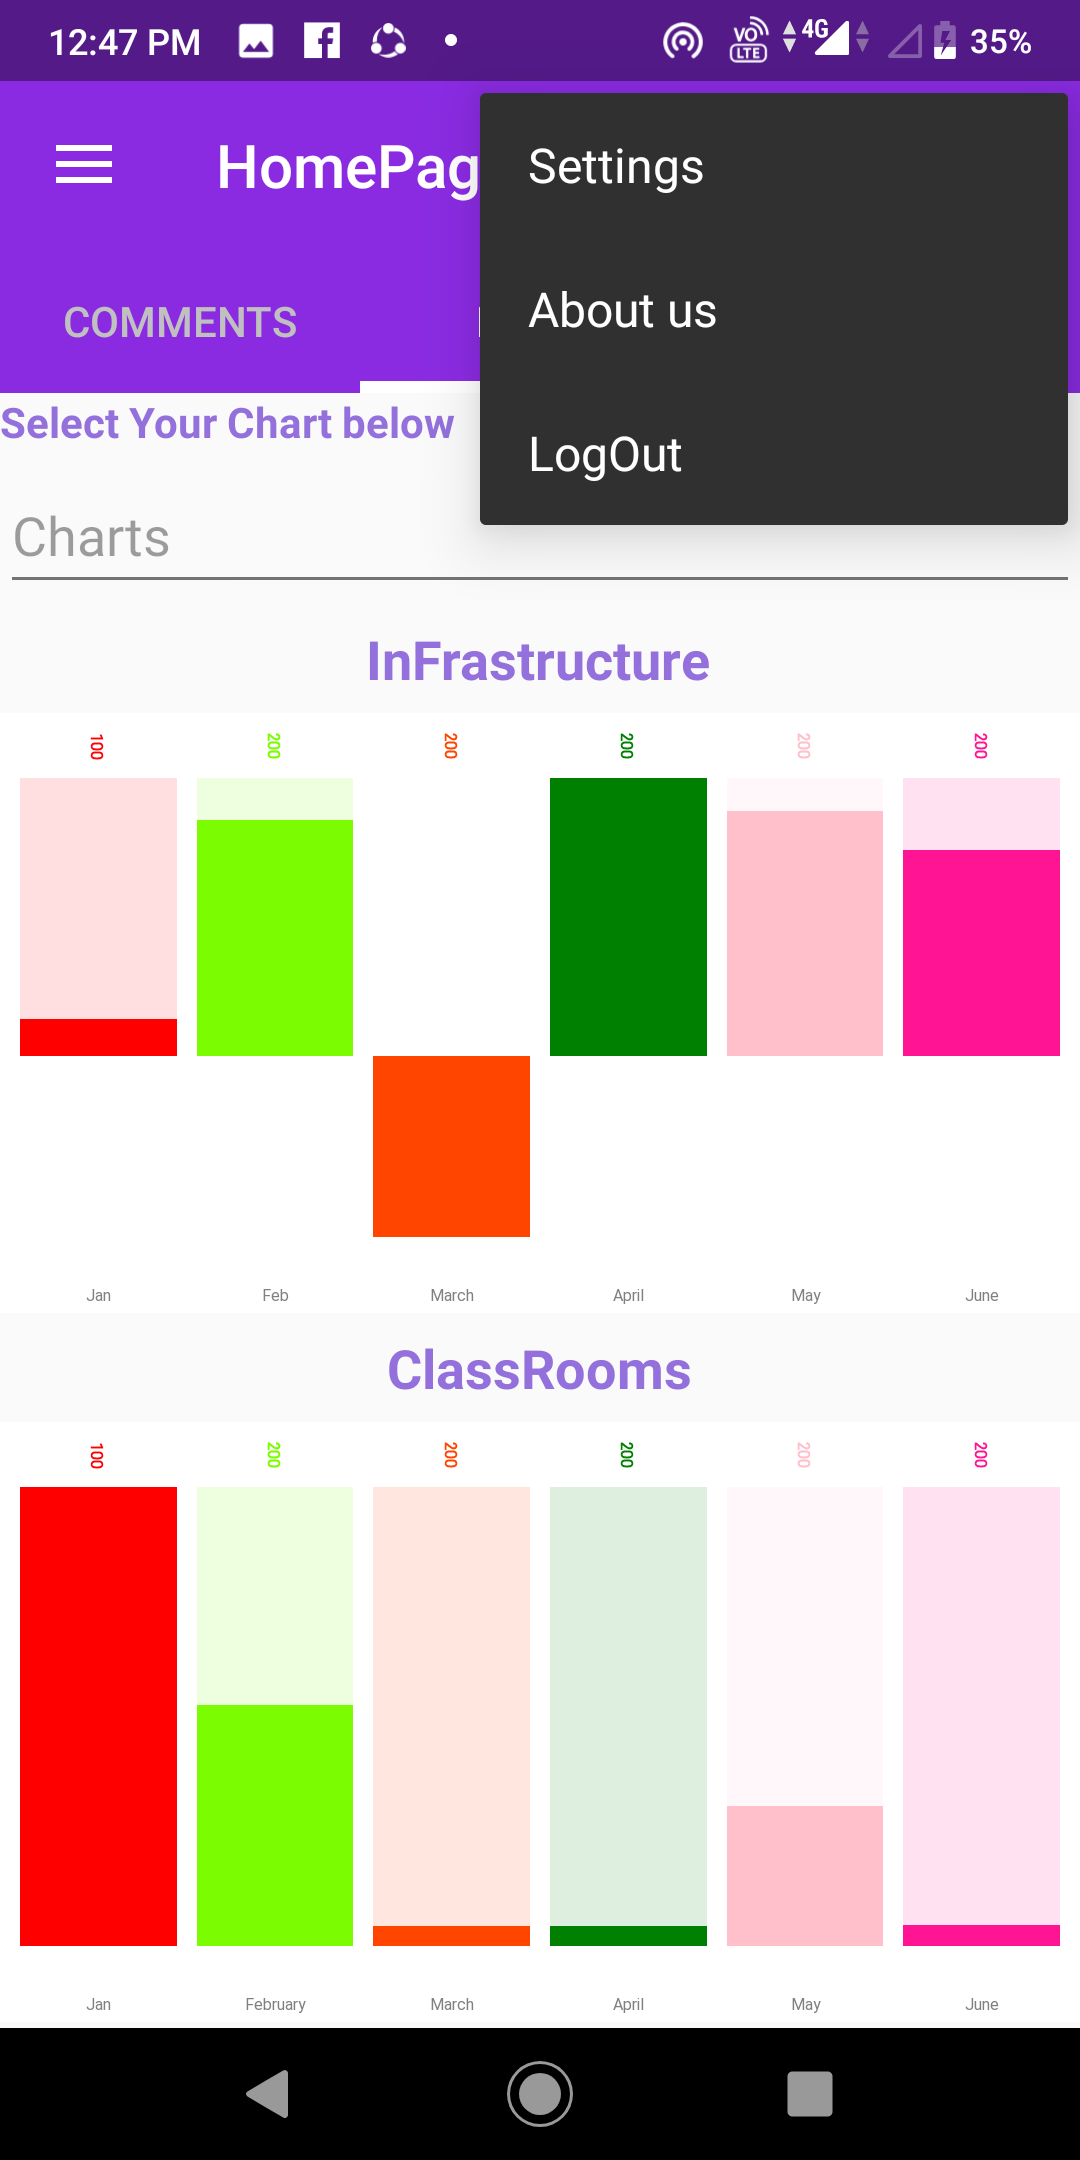 12:47 PM
VO LTE 4G 35%
HomePag
Settings
About us
LogOut
COMMENTS
Select Your Chart below
Charts
InFrastructure
100 200 200 200 200 200
Jan Feb March April May June
ClassRooms
100 200 200 200 200 200
Jan February March April May June